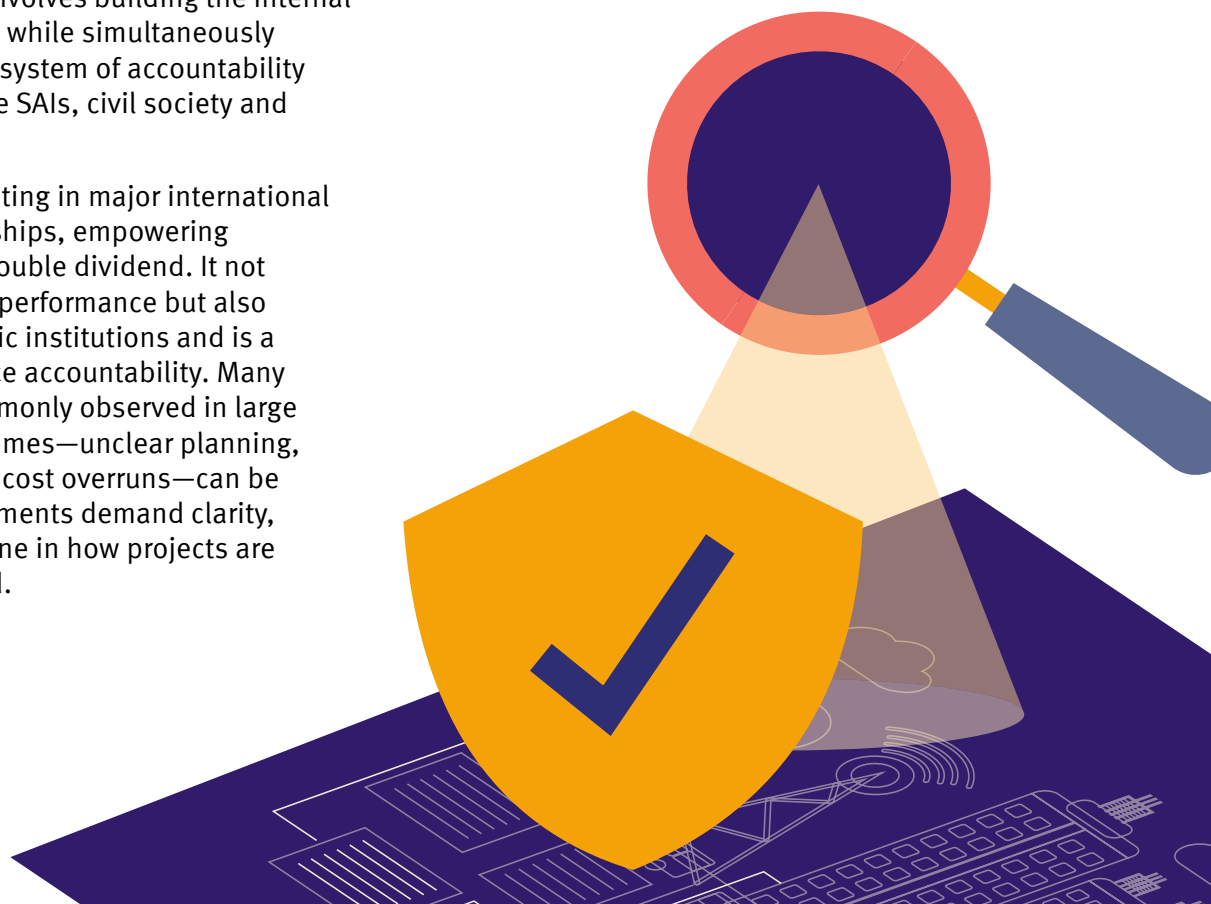 nvolves building the internal
while simultaneously
system of accountability
e SAIs, civil society and
ting in major international
ships, empowering
ouble dividend. It not
performance but also
ic institutions and is a
ce accountability. Many
monly observed in large
mes—unclear planning,
cost overruns—can be
ments demand clarity,
ne in how projects are